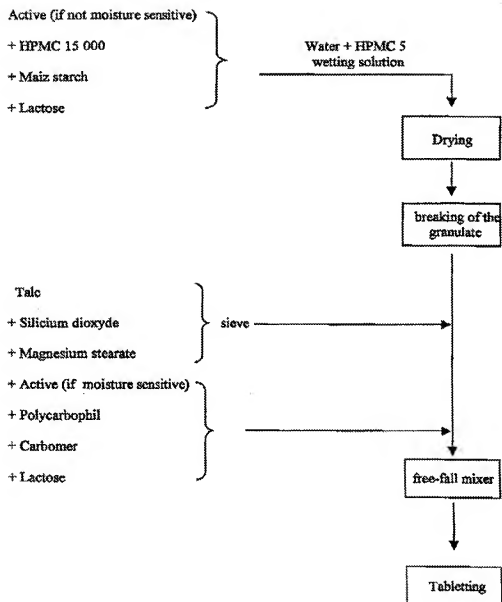 Active (if not moisture sensitive)
+ HPMC 15 000
+ Maiz starch
+ Lactose
Water + HPMC 5
wetting solution
Drying
breaking of the
granulate
Talc
+ Silicium dioxyde
+ Magnesium stearate
sieve
+ Active (if moisture sensitive)
+ Polycarbophil
+ Carbomer
+ Lactose
free-fall mixer
Tabletting